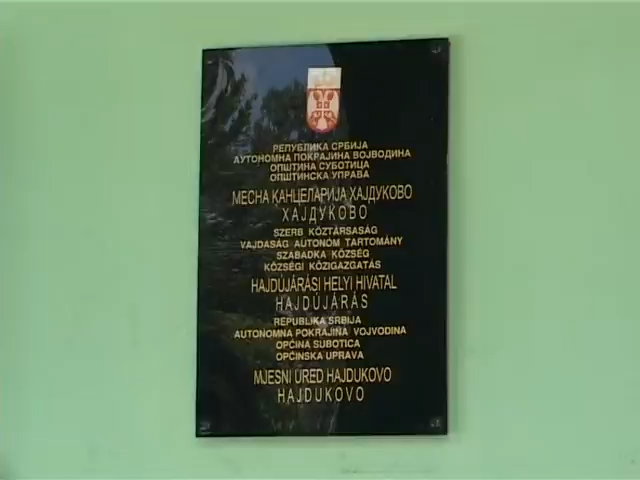 РЕПУБЛИКА СРБИЈА
АУТОНОМНА ПОКРАЈИНА ВОЈВОДИНА
ОПШТИНА СУБОТИЦА
ОПШТИНСКА УПРАВА
МЕСНА КАНЦЕЛАРИЈА ХАЈДУКОВО
ХАЈДУКОВО
SZERB KÖZTÁRSASÁG
VAJDASÁG AUTONÓM TARTOMÁNY
SZABADKA KÖZSÉG
KÖZSÉGI KÖZIGAZGATÁS
HAJDÚJÁRÁSI HELYI HIVATAL
HAJDÚJÁRÁS
REPUBLIKA SRBIJA
AUTONOMNA POKRAJINA VOJVODINA
OPĆINA SUBOTICA
OPĆINSKA UPRAVA
MJESNI URED HAJDUKOVO
HAJDUKOVO